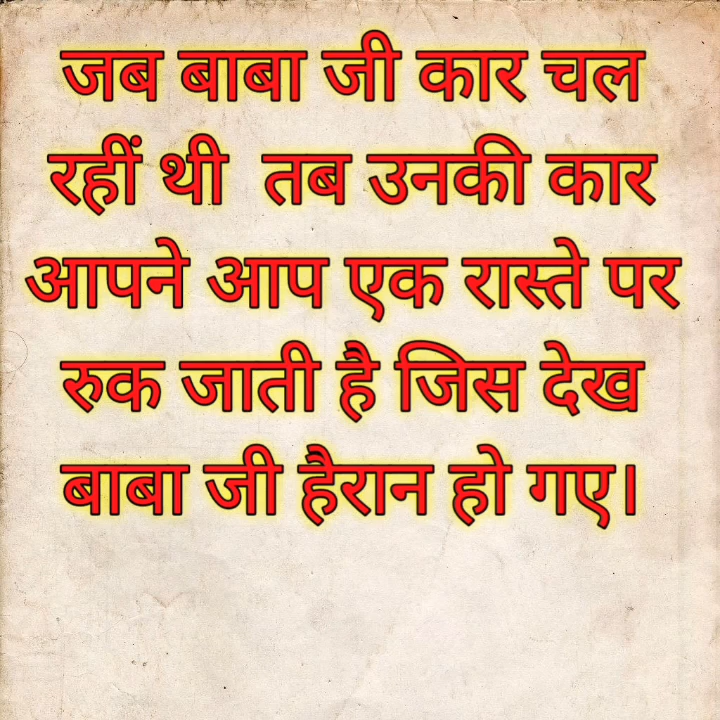 जब बाबा जी कार चल
रहीं थी तब उनकी कार
आपने आप एक रास्ते पर
रुक जाती है जिस देख
बाबा जी हैरान हो गए।